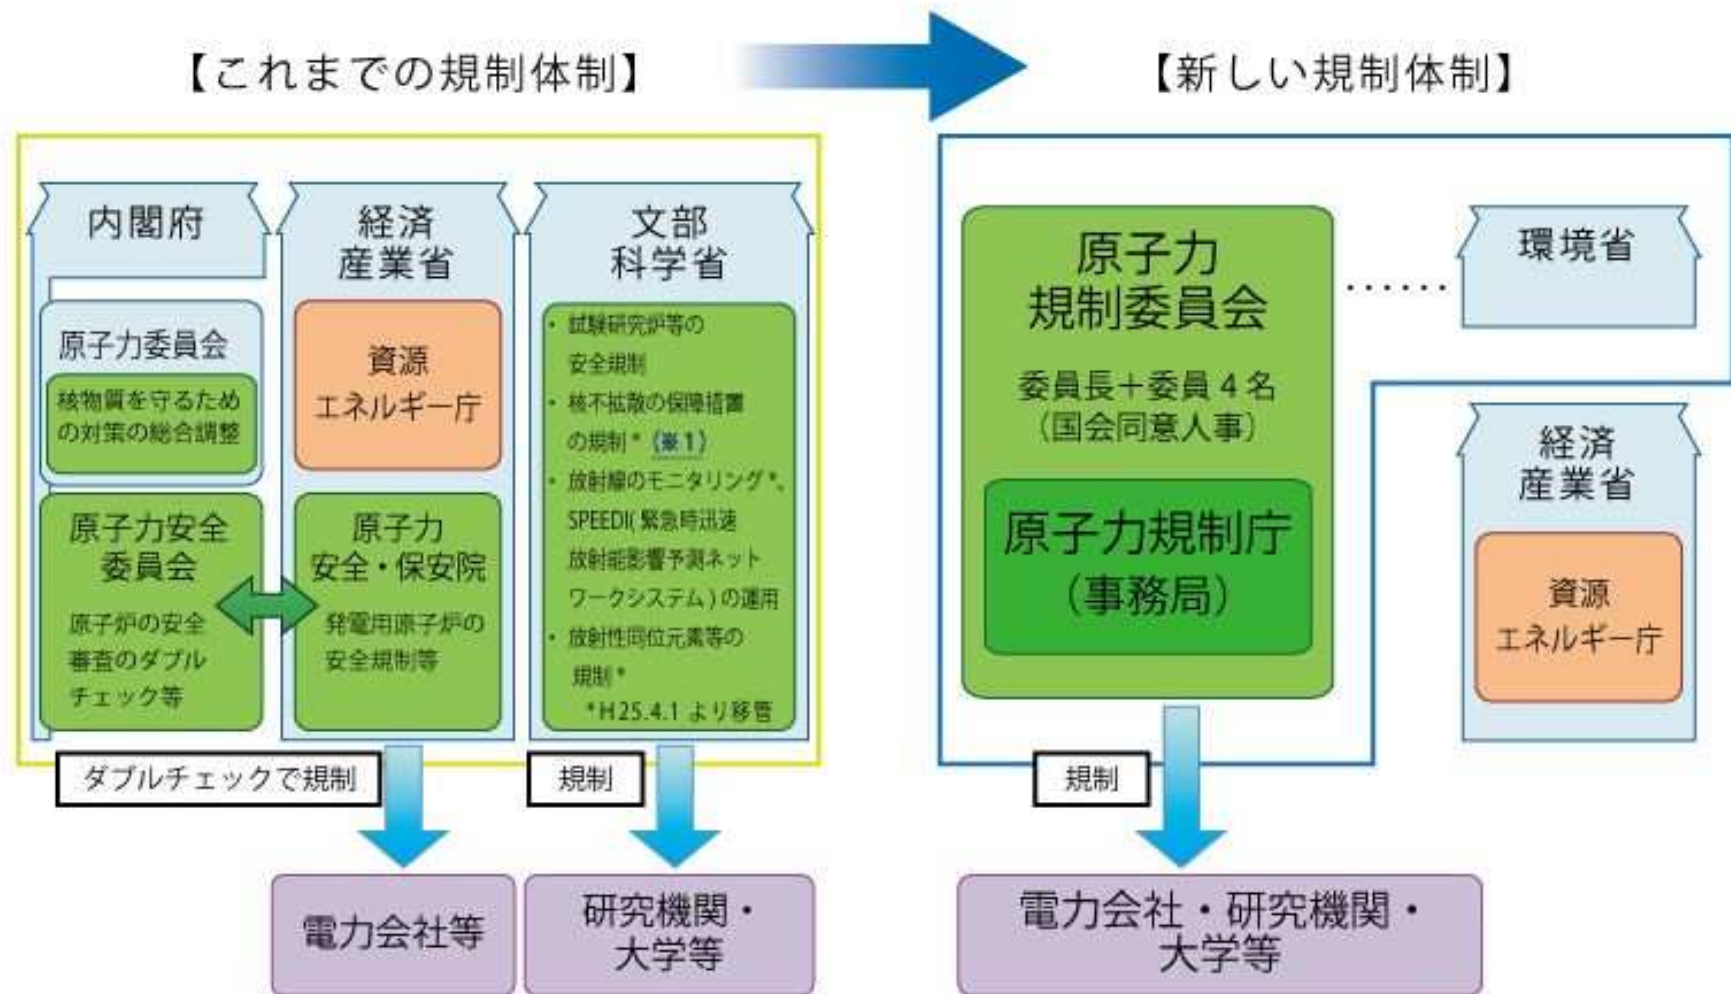 【これまでの規制体制】
【新しい規制体制】
内閣府
原子力委員会
核物質を守るため
の対策の総合調整
原子力安全
委員会
原子炉の安全
審査のダブル
チェック等
経済
産業省
資源
エネルギー庁
原子力
安全・保安院
発電用原子炉の
安全規制等
文部
科学省
・試験研究炉等の
安全規制
・核不拡散の保障措置
の規制* (※1)
・放射線のモニタリング*、
SPEEDI(緊急時迅速
放射能影響予測ネット
ワークシステム)の運用
・放射性同位元素等の
規制*
*H25.4.1 より移管
ダブルチェックで規制
規制
電力会社等
研究機関・
大学等
原子力
規制委員会
委員長＋委員4名
（国会同意人事）
原子力規制庁
（事務局）
……
環境省
経済
産業省
資源
エネルギー庁
規制
電力会社・研究機関・
大学等